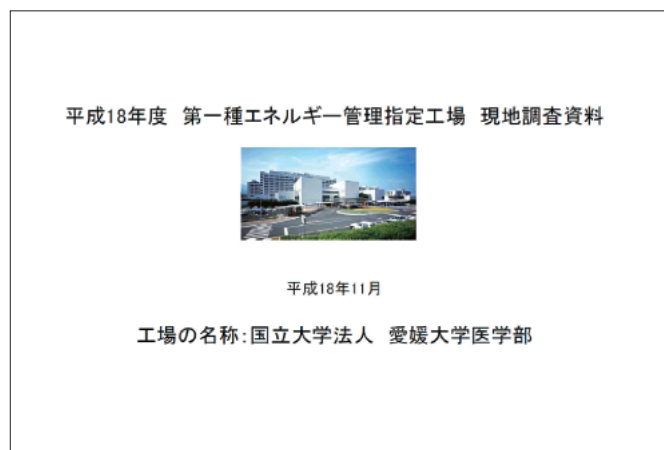 平成18年度　第一種エネルギー管理指定工場　現地調査資料
平成18年11月
工場の名称：国立大学法人　愛媛大学医学部